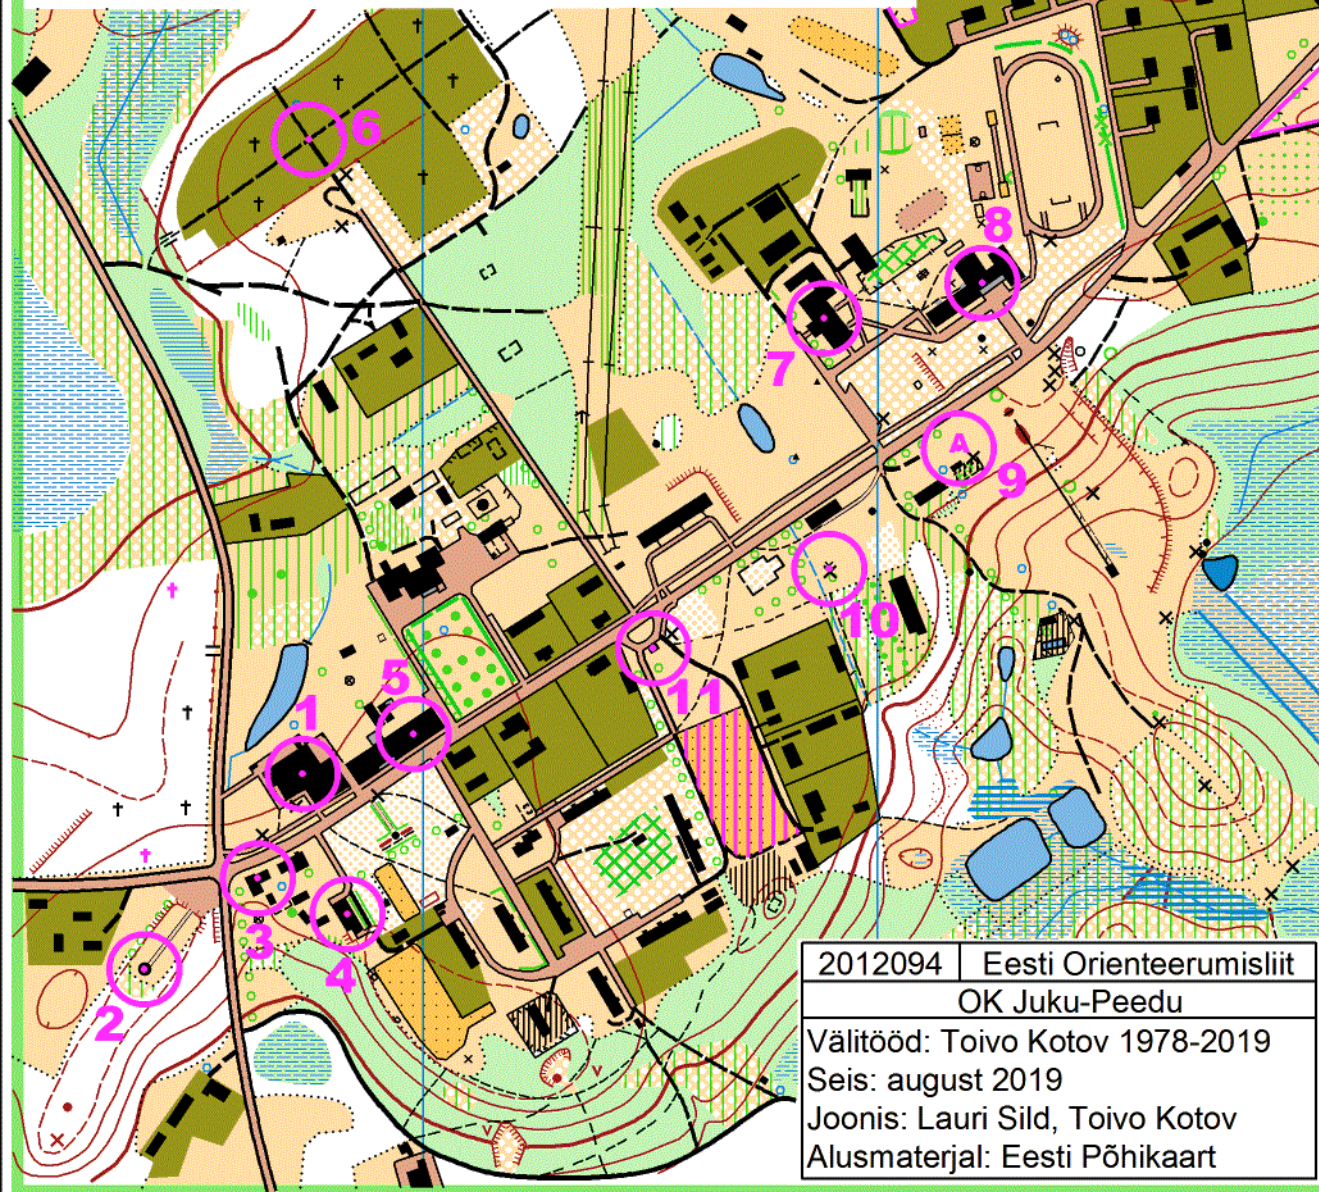 6
8
7
A
9
10
5
11
1
3
4
2
2012094 Eesti Orienteerumisliit
OK Juku-Peedu
Välitööd: Toivo Kotov 1978-2019
Seis: august 2019
Joonis: Lauri Sild, Toivo Kotov
Alusmaterjal: Eesti Põhikaart